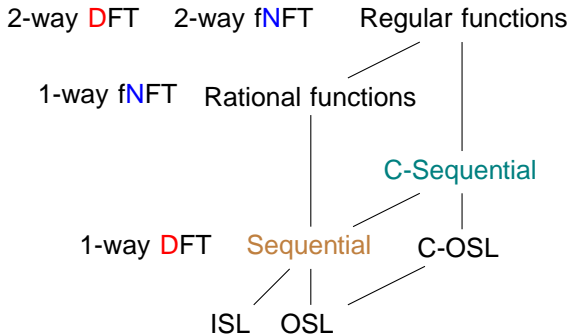 2-way DFT 2-way fNFT Regular functions
1-way fNFT Rational functions
C-Sequential
1-way DFT Sequential C-OSL
ISL OSL